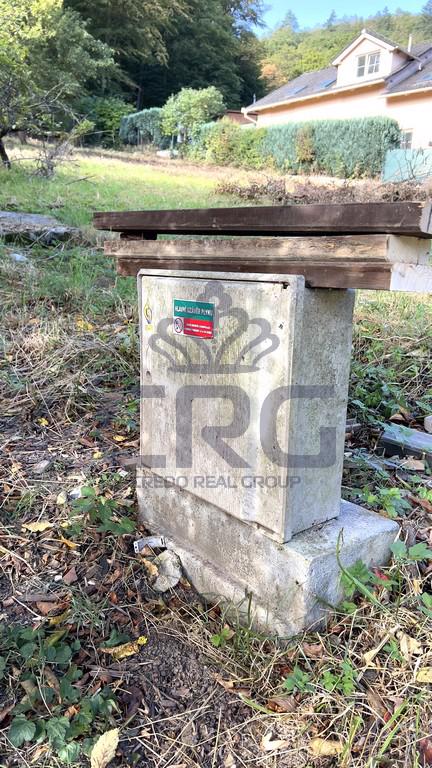 HLAVNÍ UZÁVĚR PLYNU
CRG
CREDO REAL GROUP